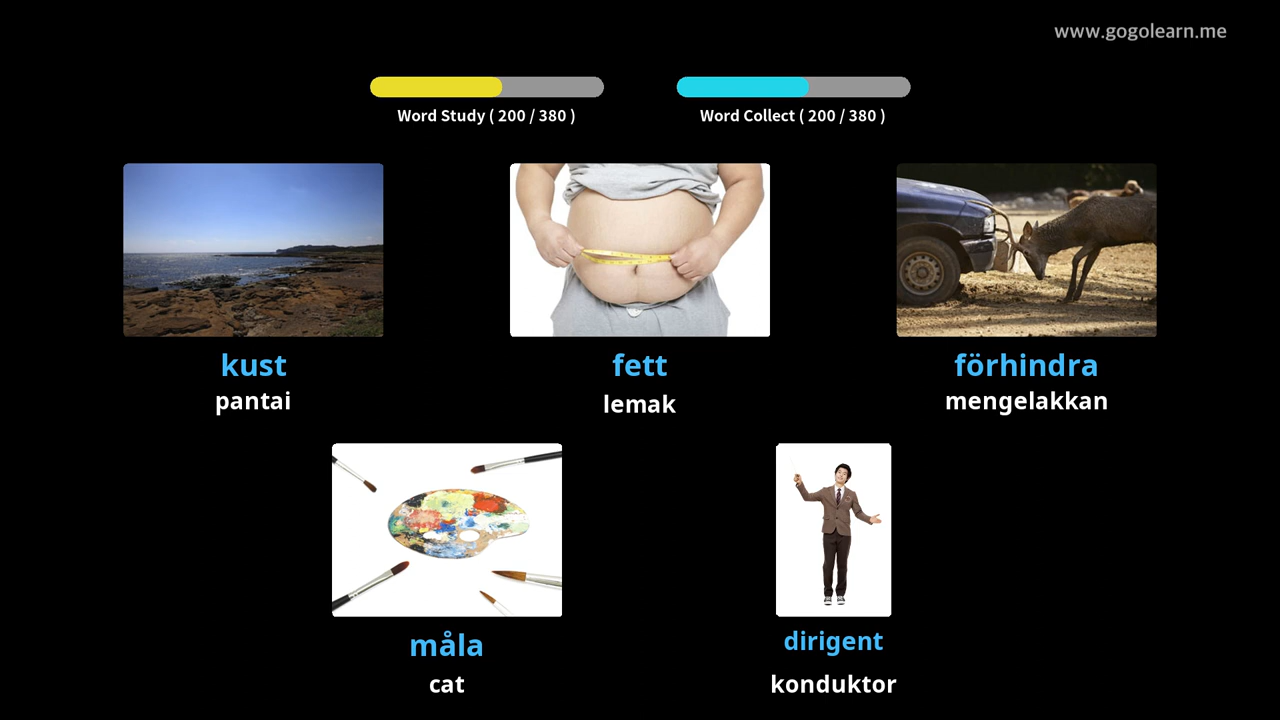 www.gogolearn.me
Word Study ( 200 / 380 )
Word Collect ( 200 / 380 )
kust
pantai
fett
lemak
förhindra
mengelakkan
måla
cat
dirigent
konduktor